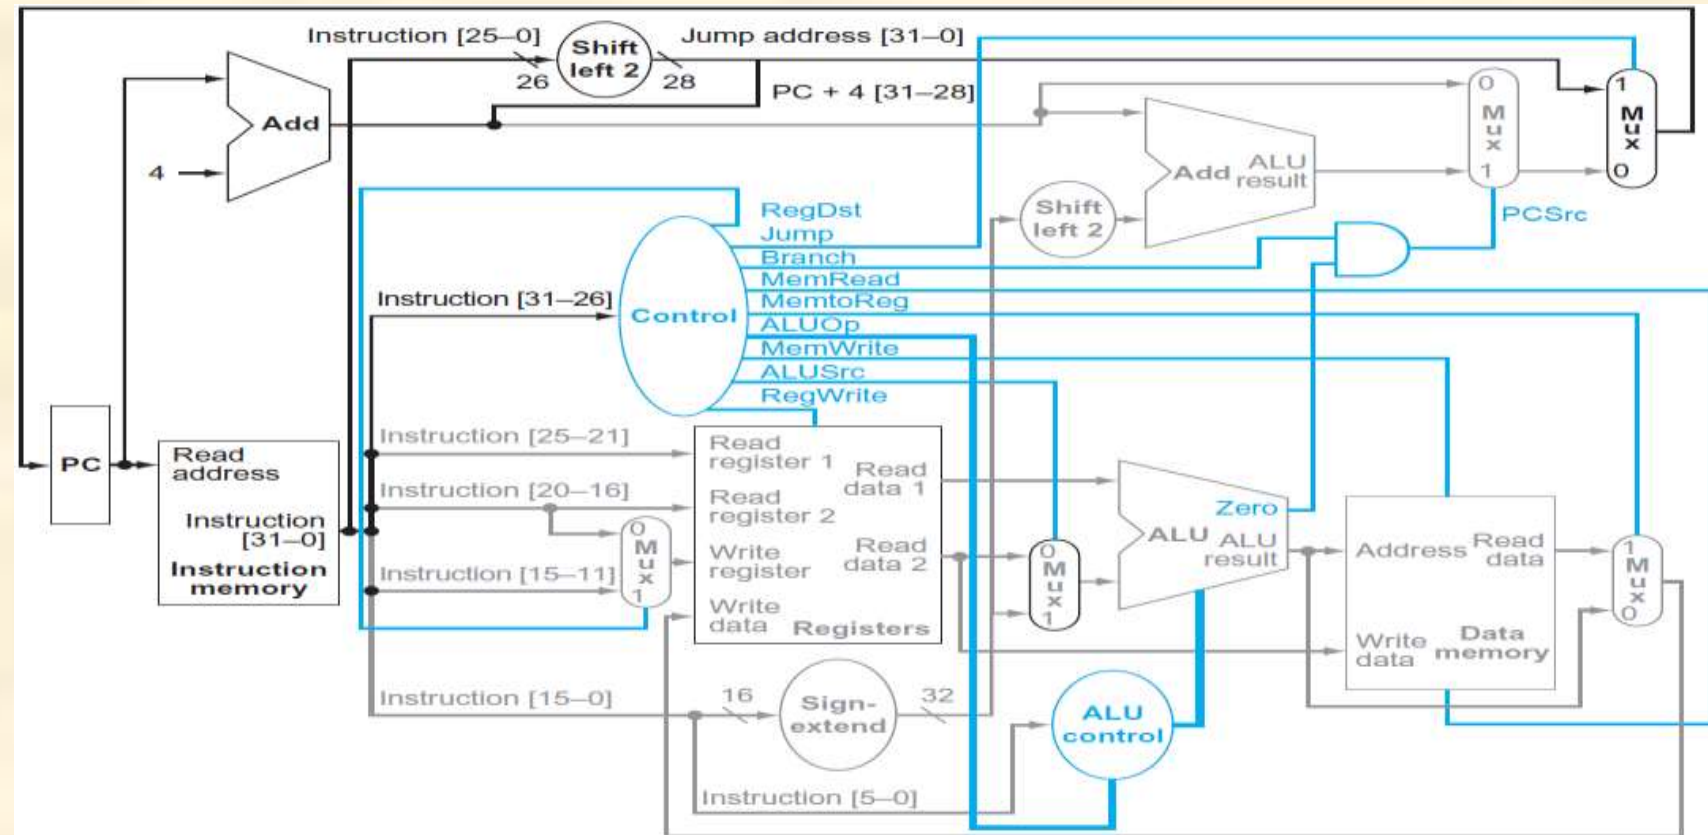 Instruction [25–0]
Shift
left 2
26
28
Jump address [31–0]
PC + 4 [31–28]
Add
4
0
M
u
x
1
1
M
u
x
0
Add
ALU
result
Shift
left 2
PCSrc
RegDst
Jump
Branch
MemRead
MemtoReg
ALUOp
MemWrite
ALUSrc
RegWrite
Control
Instruction [31–26]
PC
Read
address
Instruction
[31–0]
Instruction
memory
Instruction [25–21]
Instruction [20–16]
Instruction [15–11]
0
M
u
x
1
Read
register 1
Read
register 2
Write
register
Write
data
Read
data 1
Read
data 2
Registers
0
M
u
x
1
Zero
ALU
ALU
result
Address
Read
data
Write
data
Data
memory
1
M
u
x
0
Instruction [15–0]
16
Sign-
extend
32
ALU
control
Instruction [5–0]